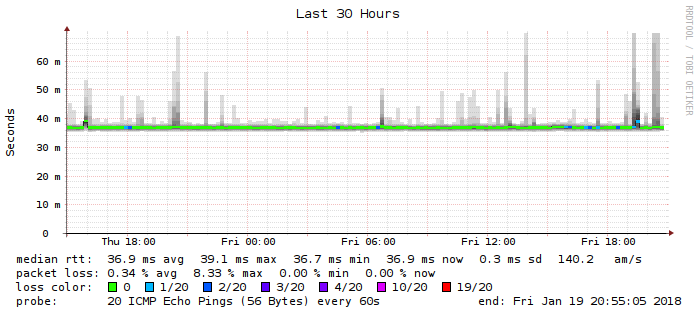 Last 30 Hours
RRDTOOL / TOBI OETIKER
Seconds
60 m
50 m
40 m
30 m
20 m
10 m
0
Thu 18:00 Fri 00:00 Fri 06:00 Fri 12:00 Fri 18:00
median rtt: 36.9 ms avg 39.1 ms max 36.7 ms min 36.9 ms now 0.3 ms sd 140.2 am/s
packet loss: 0.34 % avg 8.33 % max 0.00 % min 0.00 % now
loss color: 0 1/20 2/20 3/20 4/20 10/20 19/20
probe: 20 ICMP Echo Pings (56 Bytes) every 60s end: Fri Jan 19 20:55:05 2018